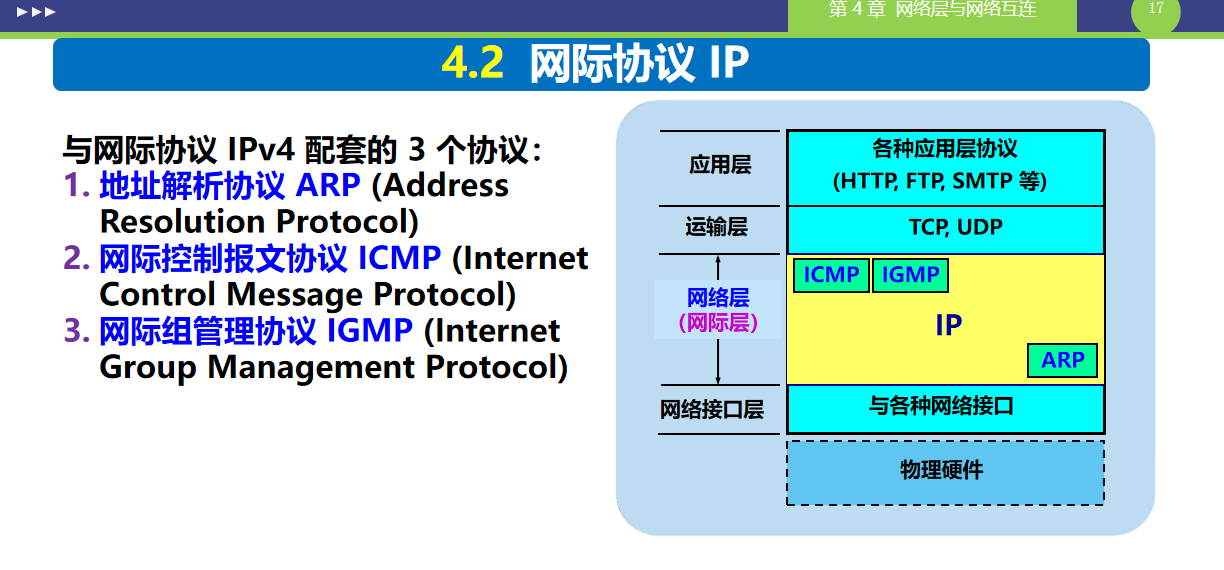 第 4 章 网络层与网络互连
17
4.2 网际协议 IP
与网际协议 IPv4 配套的 3 个协议：
1. 地址解析协议 ARP (Address
Resolution Protocol)
2. 网际控制报文协议 ICMP (Internet
Control Message Protocol)
3. 网际组管理协议 IGMP (Internet
Group Management Protocol)
应用层
各种应用层协议
(HTTP, FTP, SMTP 等)
运输层
TCP, UDP
网络层
（网际层）
ICMP
IGMP
IP
ARP
网络接口层
与各种网络接口
物理硬件